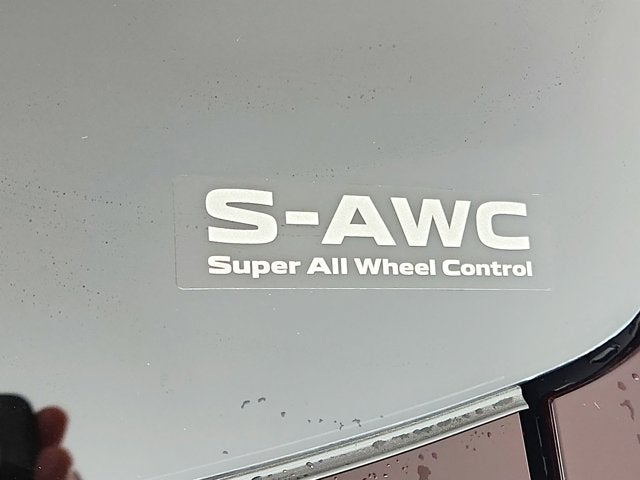 S-AWC
Super All Wheel Control